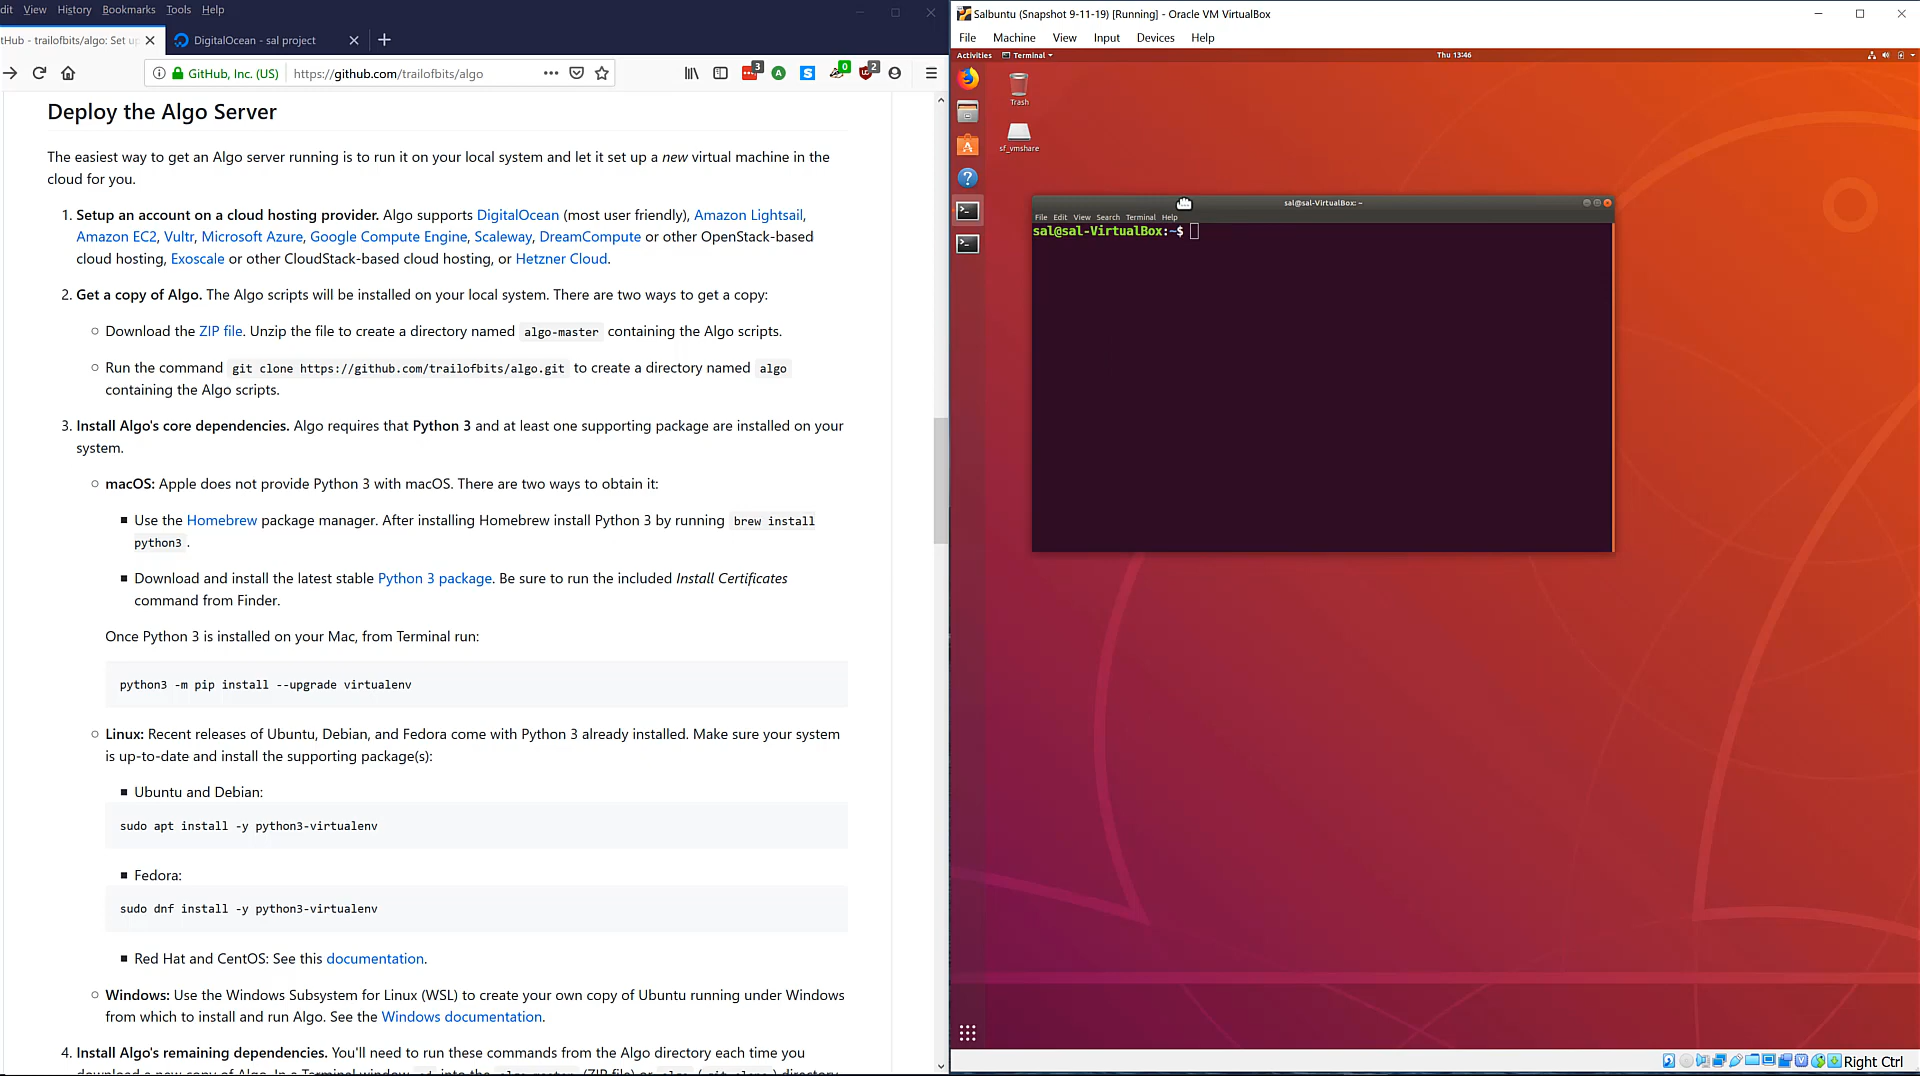 dit View History Bookmarks Tools Help
tHub - trailofbits/algo: Set up
DigitalOcean - sal project
GitHub, Inc. (US) https://github.com/trailofbits/algo
3 A S 0 2
Deploy the Algo Server
The easiest way to get an Algo server running is to run it on your local system and let it set up a new virtual machine in the
cloud for you.
1. Setup an account on a cloud hosting provider. Algo supports DigitalOcean (most user friendly), Amazon Lightsail,
Amazon EC2, Vultr, Microsoft Azure, Google Compute Engine, Scaleway, DreamCompute or other OpenStack-based
cloud hosting, Exoscale or other CloudStack-based cloud hosting, or Hetzner Cloud.
2. Get a copy of Algo. The Algo scripts will be installed on your local system. There are two ways to get a copy:
Download the ZIP file. Unzip the file to create a directory named algo-master containing the Algo scripts.
Run the command git clone https://github.com/trailofbits/algo.git to create a directory named algo
containing the Algo scripts.
3. Install Algo's core dependencies. Algo requires that Python 3 and at least one supporting package are installed on your
system.
macOS: Apple does not provide Python 3 with macOS. There are two ways to obtain it:
Use the Homebrew package manager. After installing Homebrew install Python 3 by running brew install
python3 .
Download and install the latest stable Python 3 package. Be sure to run the included Install Certificates
command from Finder.
Once Python 3 is installed on your Mac, from Terminal run:
python3 -m pip install --upgrade virtualenv
Linux: Recent releases of Ubuntu, Debian, and Fedora come with Python 3 already installed. Make sure your system
is up-to-date and install the supporting package(s):
Ubuntu and Debian:
sudo apt install -y python3-virtualenv
Fedora:
sudo dnf install -y python3-virtualenv
Red Hat and CentOS: See this documentation.
Windows: Use the Windows Subsystem for Linux (WSL) to create your own copy of Ubuntu running under Windows
from which to install and run Algo. See the Windows documentation.
4. Install Algo's remaining dependencies. You'll need to run these commands from the Algo directory each time you
Salbuntu (Snapshot 9-11-19) [Running] - Oracle VM VirtualBox
File Machine View Input Devices Help
Activities Terminal Thu 13:46
Trash
sf_vmshare
sal@sal-VirtualBox: ~
File Edit View Search Terminal Help
sal@sal-VirtualBox:~$
Right Ctrl